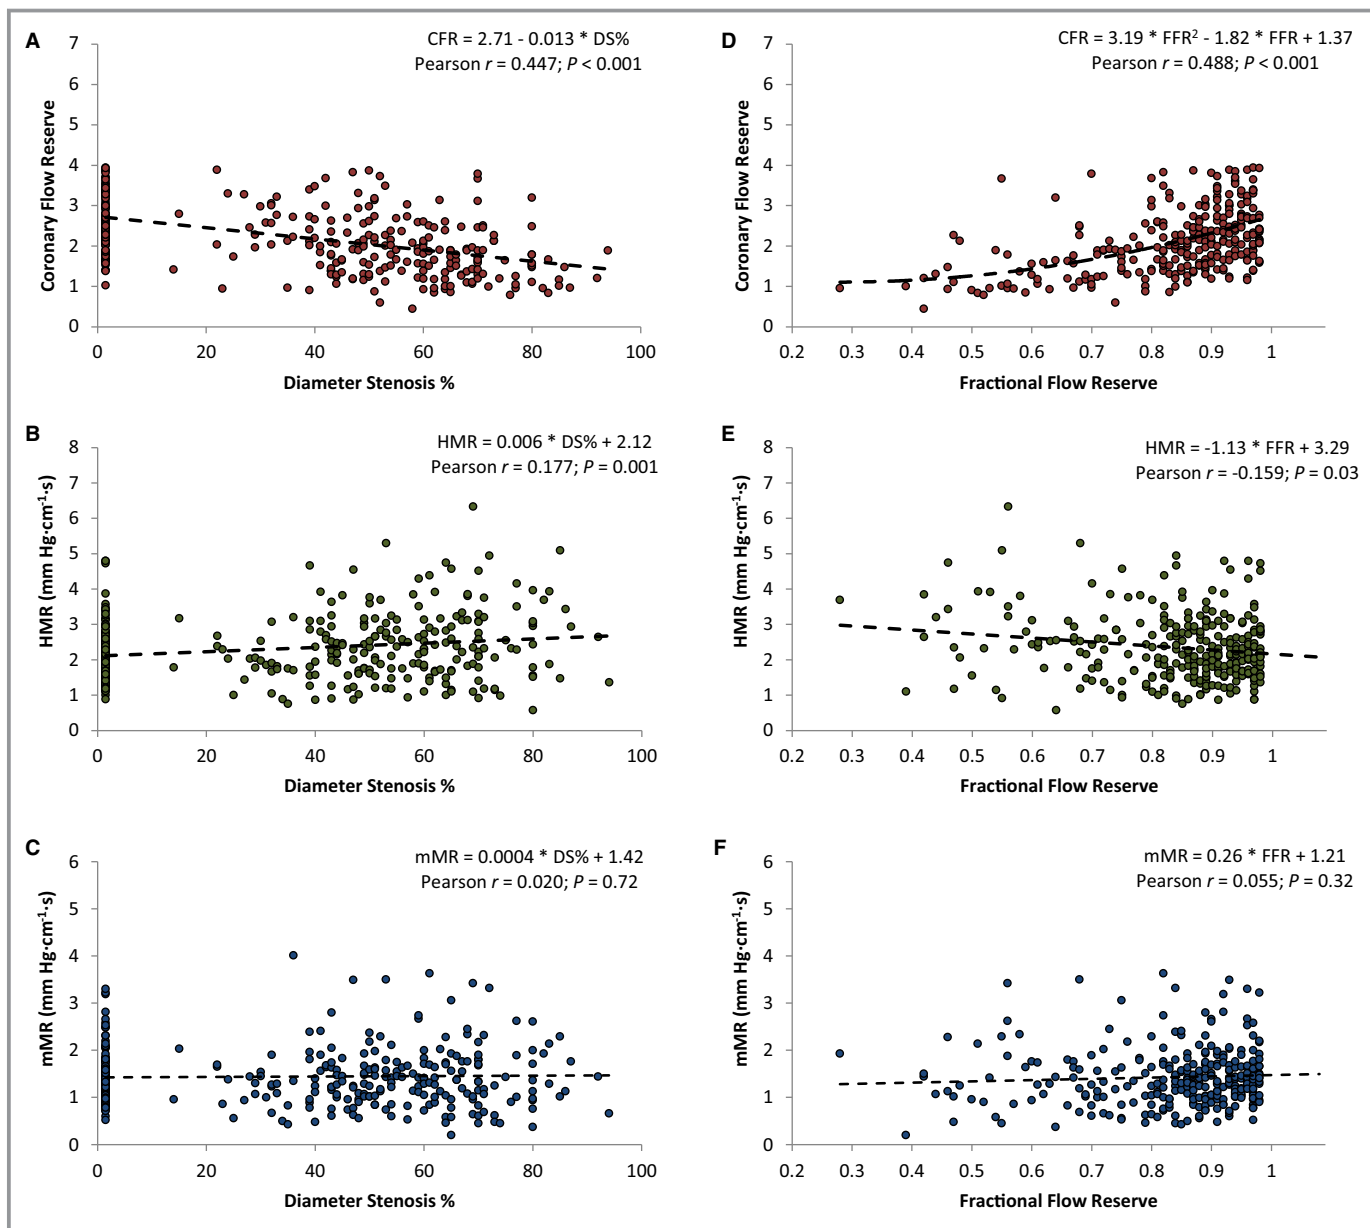 A
CFR = 2.71 - 0.013 * DS%
Pearson r = 0.447; P < 0.001
Coronary Flow Reserve
7
6
5
4
3
2
1
0
0 20 40 60 80 100
Diameter Stenosis %
D
CFR = 3.19 * FFR² - 1.82 * FFR + 1.37
Pearson r = 0.488; P < 0.001
Coronary Flow Reserve
7
6
5
4
3
2
1
0
0.2 0.3 0.4 0.5 0.6 0.7 0.8 0.9 1
Fractional Flow Reserve
B
HMR = 0.006 * DS% + 2.12
Pearson r = 0.177; P = 0.001
HMR (mm Hg·cm⁻¹·s)
8
7
6
5
4
3
2
1
0
0 20 40 60 80 100
Diameter Stenosis %
E
HMR = -1.13 * FFR + 3.29
Pearson r = -0.159; P = 0.03
HMR (mm Hg·cm⁻¹·s)
8
7
6
5
4
3
2
1
0
0.2 0.3 0.4 0.5 0.6 0.7 0.8 0.9 1
Fractional Flow Reserve
C
mMR = 0.0004 * DS% + 1.42
Pearson r = 0.020; P = 0.72
mMR (mm Hg·cm⁻¹·s)
6
5
4
3
2
1
0
0 20 40 60 80 100
Diameter Stenosis %
F
mMR = 0.26 * FFR + 1.21
Pearson r = 0.055; P = 0.32
mMR (mm Hg·cm⁻¹·s)
6
5
4
3
2
1
0
0.2 0.3 0.4 0.5 0.6 0.7 0.8 0.9 1
Fractional Flow Reserve